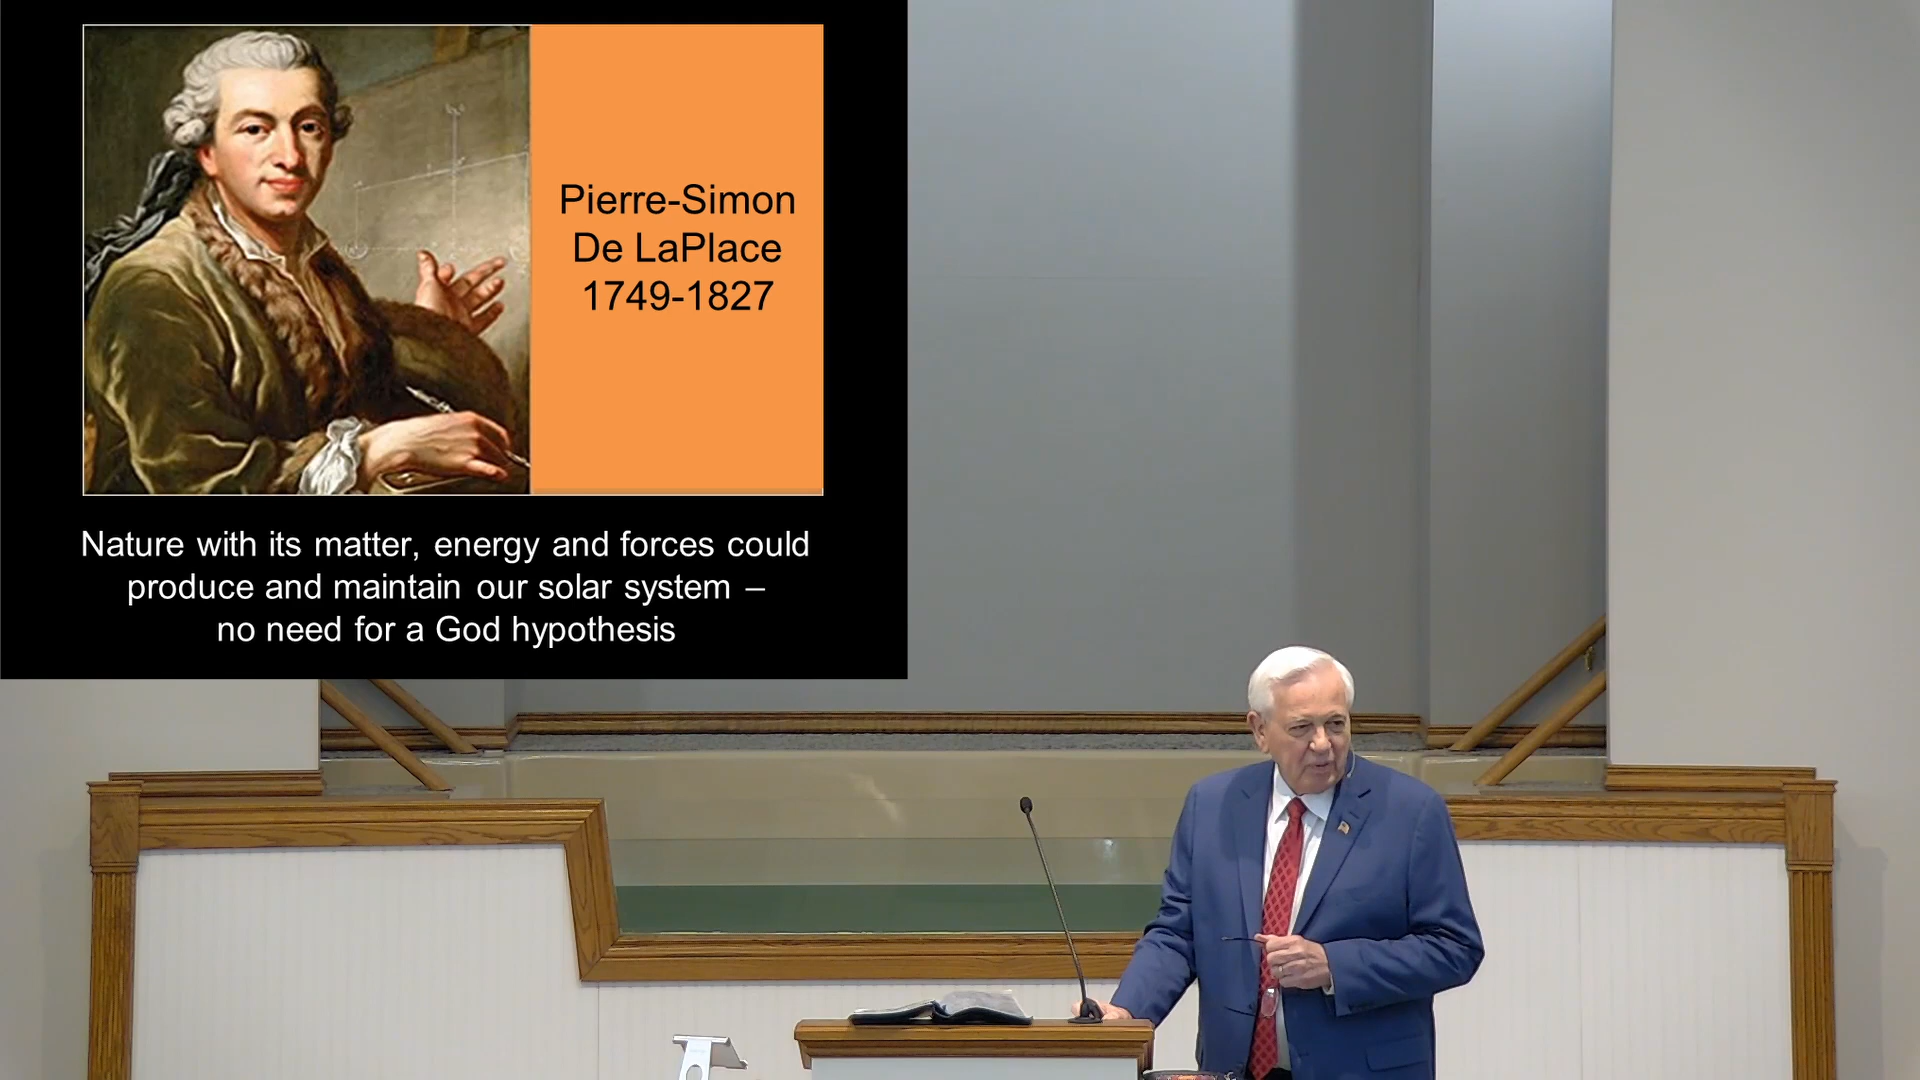 Pierre-Simon
De LaPlace
1749-1827
Nature with its matter, energy and forces could
produce and maintain our solar system –
no need for a God hypothesis